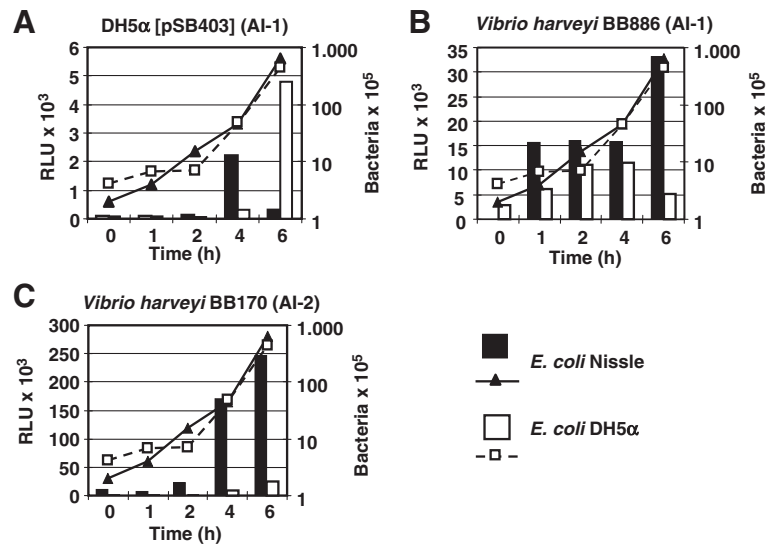 A
DH5α [pSB403] (AI-1)
RLU x 10³
6
5
4
3
2
1
0
1.000
100
10
1
Bacteria x 10⁵
0 1 2 4 6
Time (h)
B
Vibrio harveyi BB886 (AI-1)
RLU x 10³
35
30
25
20
15
10
5
0
1.000
100
10
1
Bacteria x 10⁵
0 1 2 4 6
Time (h)
C
Vibrio harveyi BB170 (AI-2)
RLU x 10³
300
250
200
150
100
50
0
1.000
100
10
1
Bacteria x 10⁵
0 1 2 4 6
Time (h)
E. coli Nissle
E. coli DH5α